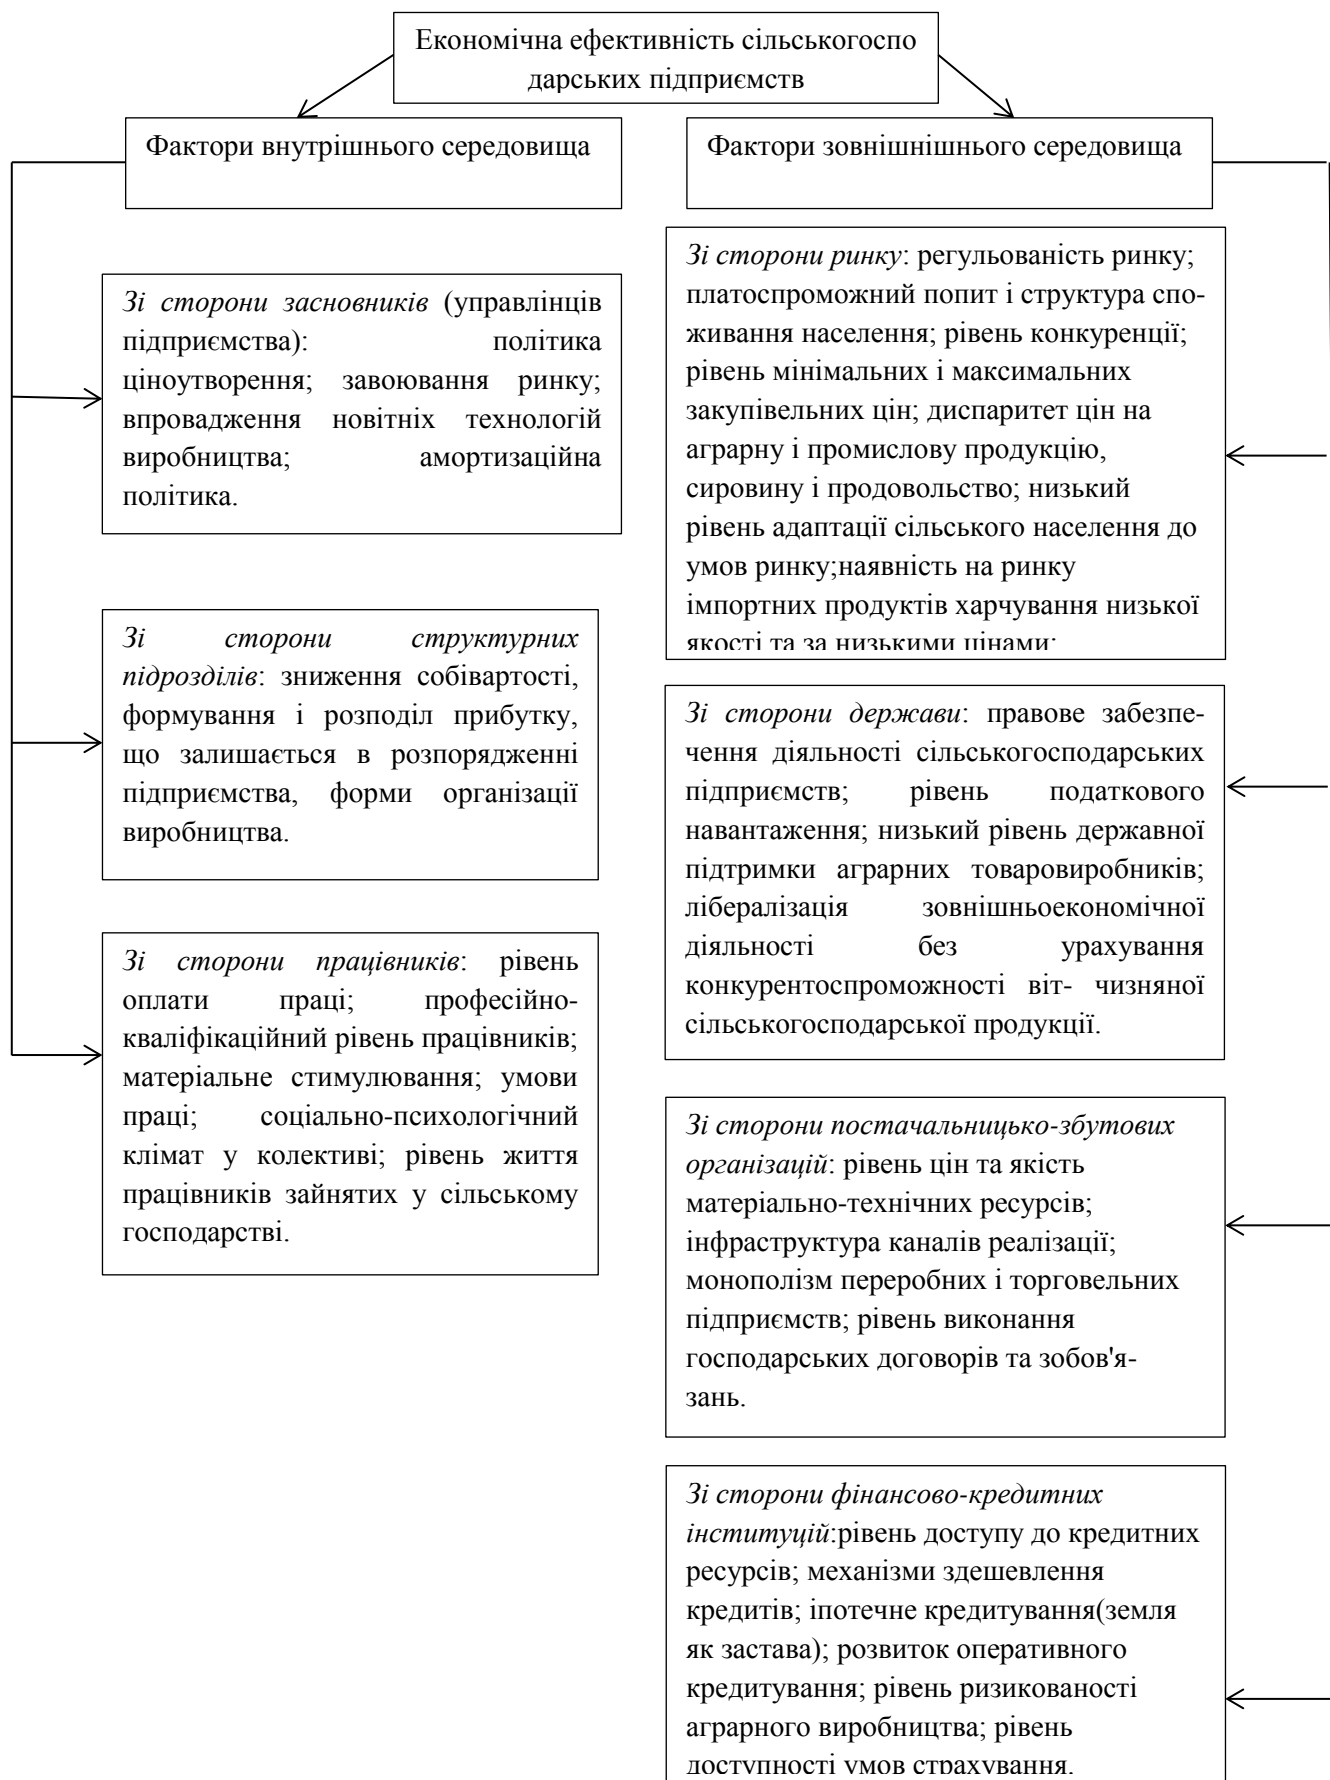 Економічна ефективність сільськогоспо
дарських підприємств
Фактори внутрішнього середовища
Фактори зовнішнішнього середовища
Зі сторони засновників (управлінців
підприємства): політика
ціноутворення; завоювання ринку;
впровадження новітніх технологій
виробництва; амортизаційна
політика.
Зі сторони структурних
підрозділів: зниження собівартості,
формування і розподіл прибутку,
що залишається в розпорядженні
підприємства, форми організації
виробництва.
Зі сторони працівників: рівень
оплати праці; професійно-
кваліфікаційний рівень працівників;
матеріальне стимулювання; умови
праці; соціально-психологічний
клімат у колективі; рівень життя
працівників зайнятих у сільському
господарстві.
Зі сторони ринку: регульованість ринку;
платоспроможний попит і структура спо-
живання населення; рівень конкуренції;
рівень мінімальних і максимальних
закупівельних цін; диспаритет цін на
аграрну і промислову продукцію,
сировину і продовольство; низький
рівень адаптації сільського населення до
умов ринку;наявність на ринку
імпортних продуктів харчування низької
якості та за низькими цінами;
Зі сторони держави: правове забезпе-
чення діяльності сільськогосподарських
підприємств; рівень податкового
навантаження; низький рівень державної
підтримки аграрних товаровиробників;
лібералізація зовнішньоекономічної
діяльності без урахування
конкурентоспроможності віт- чизняної
сільськогосподарської продукції.
Зі сторони постачальницько-збутових
організацій: рівень цін та якість
матеріально-технічних ресурсів;
інфраструктура каналів реалізації;
монополізм переробних і торговельних
підприємств; рівень виконання
господарських договорів та зобов'я-
зань.
Зі сторони фінансово-кредитних
інституцій:рівень доступу до кредитних
ресурсів; механізми здешевлення
кредитів; іпотечне кредитування(земля
як застава); розвиток оперативного
кредитування; рівень ризикованості
аграрного виробництва; рівень
доступності умов страхування.